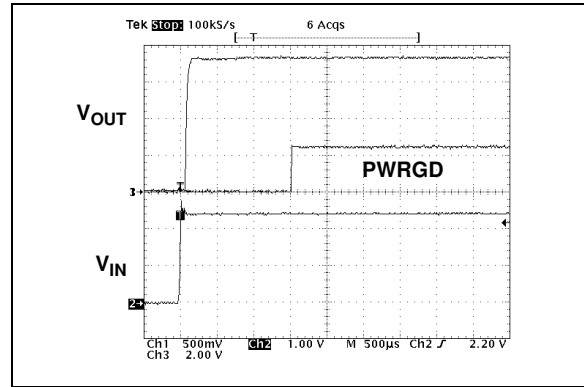 Tek Stop: 100kS/s 6 Acqs
T
VOUT
PWRGD
T
3
T
VIN
2
Ch1 500mV Ch2 1.00 V M 500µs Ch2 ƒ 2.20 V
Ch3 2.00 V